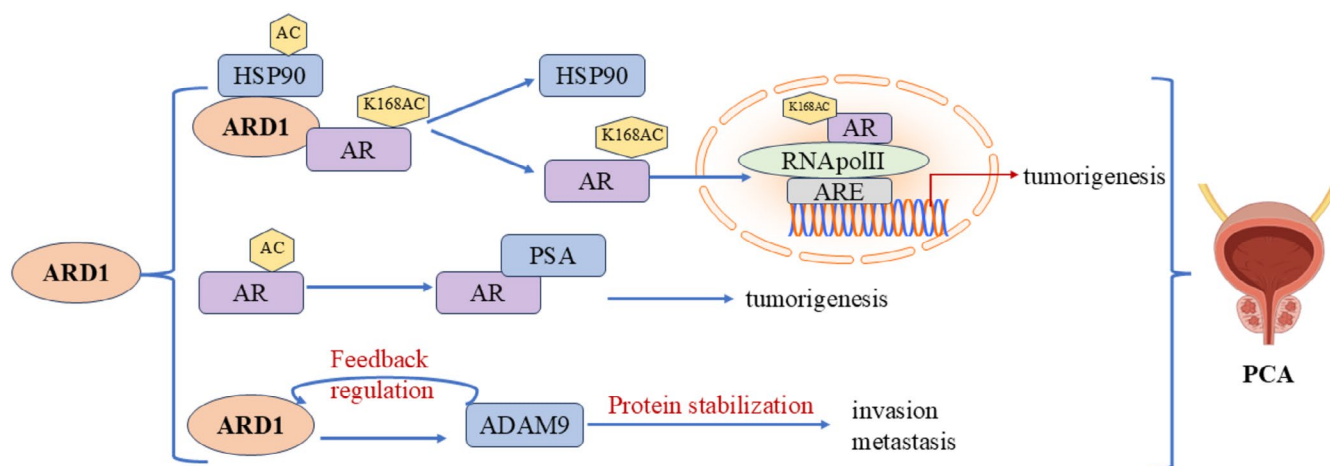 AC
HSP90
ARD1
K168AC
AR
HSP90
K168AC
AR
K168AC
AR
RNApolII
ARE
tumorigenesis
ARD1
AC
AR
PSA
AR
tumorigenesis
Feedback
regulation
ARD1
ADAM9
Protein stabilization
invasion
metastasis
PCA